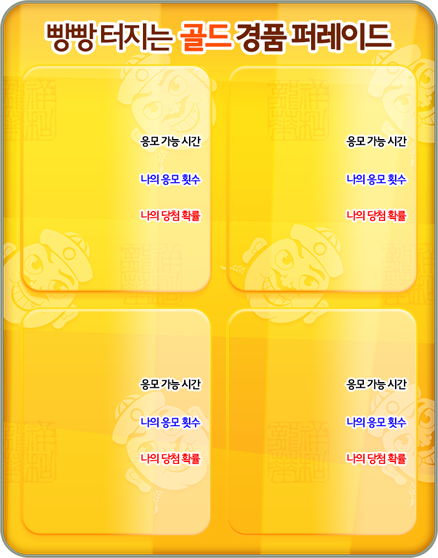 빵빵 터지는 골드 경품 퍼레이드
응모 가능 시간
나의 응모 횟수
나의 당첨 확률
응모 가능 시간
나의 응모 횟수
나의 당첨 확률
응모 가능 시간
나의 응모 횟수
나의 당첨 확률
응모 가능 시간
나의 응모 횟수
나의 당첨 확률